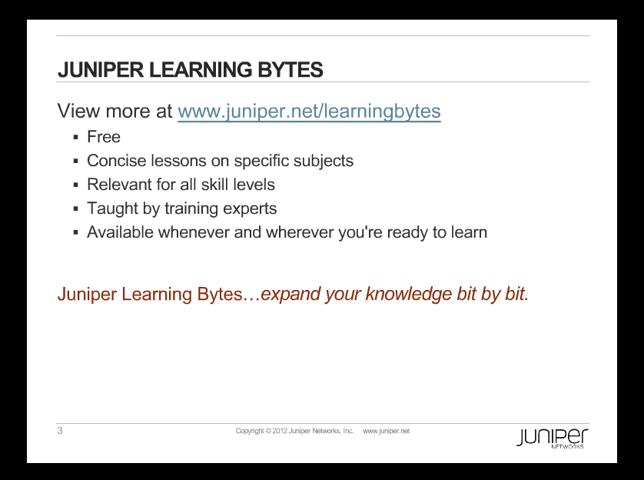 JUNIPER LEARNING BYTES
View more at www.juniper.net/learningbytes
▪ Free
▪ Concise lessons on specific subjects
▪ Relevant for all skill levels
▪ Taught by training experts
▪ Available whenever and wherever you're ready to learn
Juniper Learning Bytes…expand your knowledge bit by bit.
3
Copyright © 2012 Juniper Networks, Inc. www.juniper.net
JUNIPER
NETWORKS